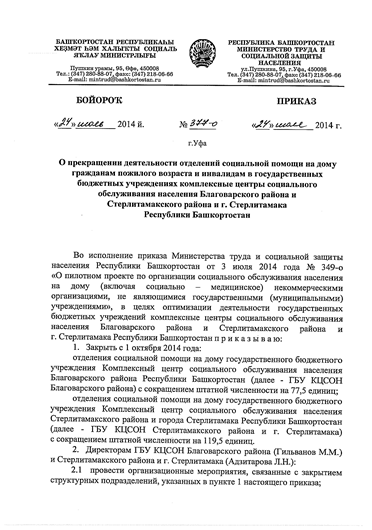 БАШҠОРТОСТАН РЕСПУБЛИКАҺЫ
ХЕҘМӘТ ҺӘМ ХАЛЫҠТЫ СОЦИАЛЬ
ЯҠЛАУ МИНИСТРЛЫҒЫ
Пушкин урамы, 95, Өфө, 450008
Тел.: (347) 280-88-07, факс: (347) 218-06-66
E-mail: mintrud@bashkortostan.ru
РЕСПУБЛИКА БАШКОРТОСТАН
МИНИСТЕРСТВО ТРУДА И
СОЦИАЛЬНОЙ ЗАЩИТЫ
НАСЕЛЕНИЯ
ул.Пушкина, 95, г.Уфа, 450008
Тел.: (347) 280-88-07, факс: (347) 218-06-66
E-mail: mintrud@bashkortostan.ru
БОЙОРОҠ ПРИКАЗ
«24» июль 2014 й. № 377-о «24» июля 2014 г.
г.Уфа
О прекращении деятельности отделений социальной помощи на дому
гражданам пожилого возраста и инвалидам в государственных
бюджетных учреждениях комплексные центры социального
обслуживания населения Благоварского района и
Стерлитамакского района и г. Стерлитамака
Республики Башкортостан
Во исполнение приказа Министерства труда и социальной защиты
населения Республики Башкортостан от 3 июля 2014 года № 349-о
«О пилотном проекте по организации социального обслуживания населения
на дому (включая социально – медицинское) некоммерческими
организациями, не являющимися государственными (муниципальными)
учреждениями», в целях оптимизации деятельности государственных
бюджетных учреждений комплексные центры социального обслуживания
населения Благоварского района и Стерлитамакского района и
г. Стерлитамака Республики Башкортостан п р и к а з ы в а ю:
1. Закрыть с 1 октября 2014 года:
отделения социальной помощи на дому государственного бюджетного
учреждения Комплексный центр социального обслуживания населения
Благоварского района Республики Башкортостан (далее - ГБУ КЦСОН
Благоварского района) с сокращением штатной численности на 77,5 единиц;
отделения социальной помощи на дому государственного бюджетного
учреждения Комплексный центр социального обслуживания населения
Стерлитамакского района и города Стерлитамака Республики Башкортостан
(далее - ГБУ КЦСОН Стерлитамакского района и г. Стерлитамака)
с сокращением штатной численности на 119,5 единиц.
2. Директорам ГБУ КЦСОН Благоварского района (Гильванов М.М.)
и Стерлитамакского района и г. Стерлитамака (Адзитарова Л.Н.):
2.1 провести организационные мероприятия, связанные с закрытием
структурных подразделений, указанных в пункте 1 настоящего приказа;